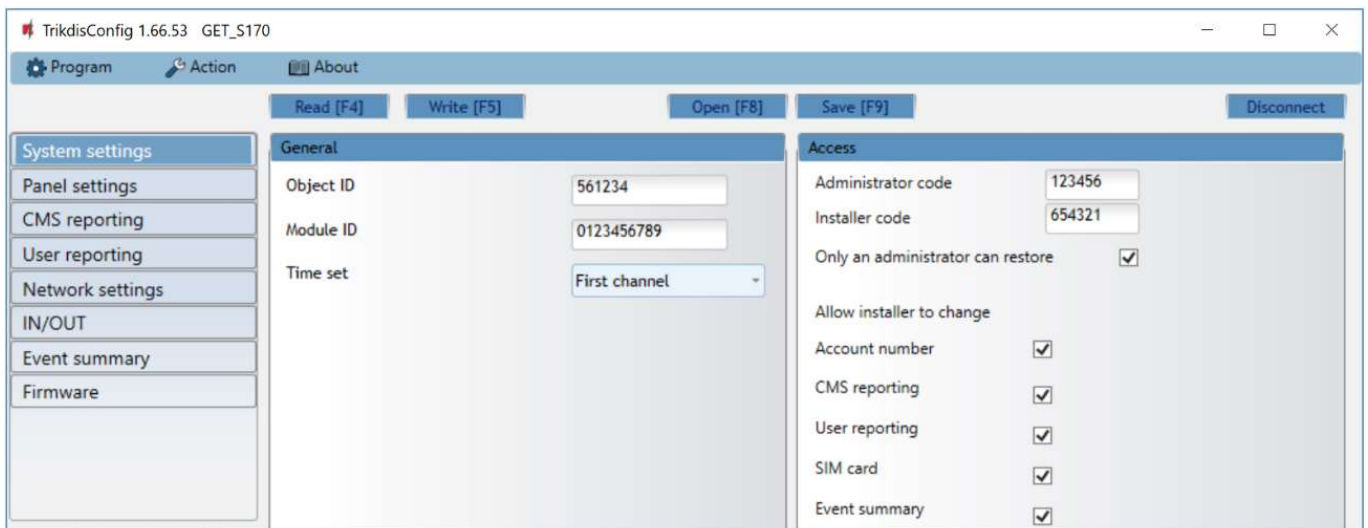 TrikdisConfig 1.66.53 GET_S170
Program Action About
Read [F4] Write [F5] Open [F8] Save [F9] Disconnect
System settings
Panel settings
CMS reporting
User reporting
Network settings
IN/OUT
Event summary
Firmware
General
Object ID 561234
Module ID 0123456789
Time set First channel
Access
Administrator code 123456
Installer code 654321
Only an administrator can restore
Allow installer to change
Account number
CMS reporting
User reporting
SIM card
Event summary